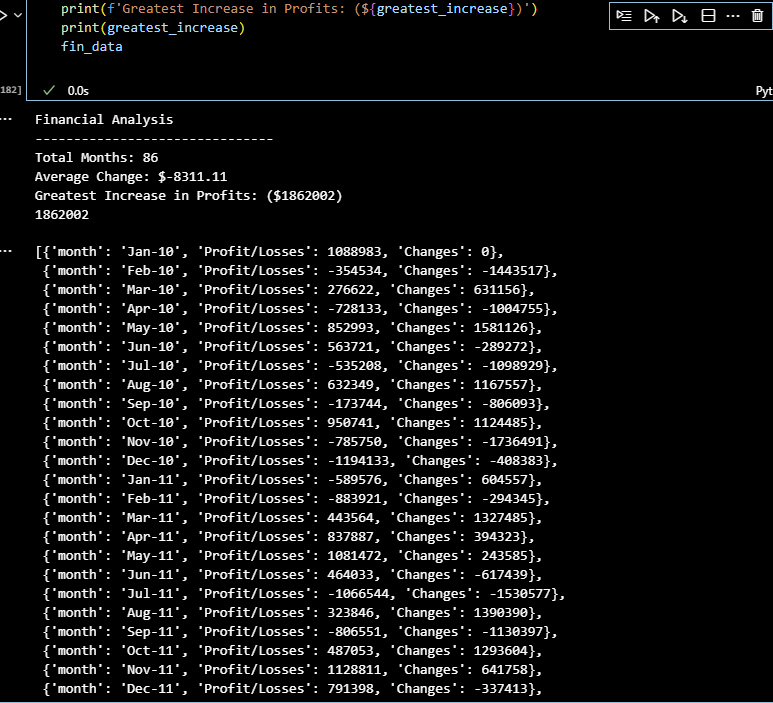 print(f'Greatest Increase in Profits: (${greatest_increase})')
print(greatest_increase)
fin_data
182]
0.0s
Pyt
Financial Analysis
-------------------------------
Total Months: 86
Average Change: $-8311.11
Greatest Increase in Profits: ($1862002)
1862002
[{'month': 'Jan-10', 'Profit/Losses': 1088983, 'Changes': 0},
{'month': 'Feb-10', 'Profit/Losses': -354534, 'Changes': -1443517},
{'month': 'Mar-10', 'Profit/Losses': 276622, 'Changes': 631156},
{'month': 'Apr-10', 'Profit/Losses': -728133, 'Changes': -1004755},
{'month': 'May-10', 'Profit/Losses': 852993, 'Changes': 1581126},
{'month': 'Jun-10', 'Profit/Losses': 563721, 'Changes': -289272},
{'month': 'Jul-10', 'Profit/Losses': -535208, 'Changes': -1098929},
{'month': 'Aug-10', 'Profit/Losses': 632349, 'Changes': 1167557},
{'month': 'Sep-10', 'Profit/Losses': -173744, 'Changes': -806093},
{'month': 'Oct-10', 'Profit/Losses': 950741, 'Changes': 1124485},
{'month': 'Nov-10', 'Profit/Losses': -785750, 'Changes': -1736491},
{'month': 'Dec-10', 'Profit/Losses': -1194133, 'Changes': -408383},
{'month': 'Jan-11', 'Profit/Losses': -589576, 'Changes': 604557},
{'month': 'Feb-11', 'Profit/Losses': -883921, 'Changes': -294345},
{'month': 'Mar-11', 'Profit/Losses': 443564, 'Changes': 1327485},
{'month': 'Apr-11', 'Profit/Losses': 837887, 'Changes': 394323},
{'month': 'May-11', 'Profit/Losses': 1081472, 'Changes': 243585},
{'month': 'Jun-11', 'Profit/Losses': 464033, 'Changes': -617439},
{'month': 'Jul-11', 'Profit/Losses': -1066544, 'Changes': -1530577},
{'month': 'Aug-11', 'Profit/Losses': 323846, 'Changes': 1390390},
{'month': 'Sep-11', 'Profit/Losses': -806551, 'Changes': -1130397},
{'month': 'Oct-11', 'Profit/Losses': 487053, 'Changes': 1293604},
{'month': 'Nov-11', 'Profit/Losses': 1128811, 'Changes': 641758},
{'month': 'Dec-11', 'Profit/Losses': 791398, 'Changes': -337413},